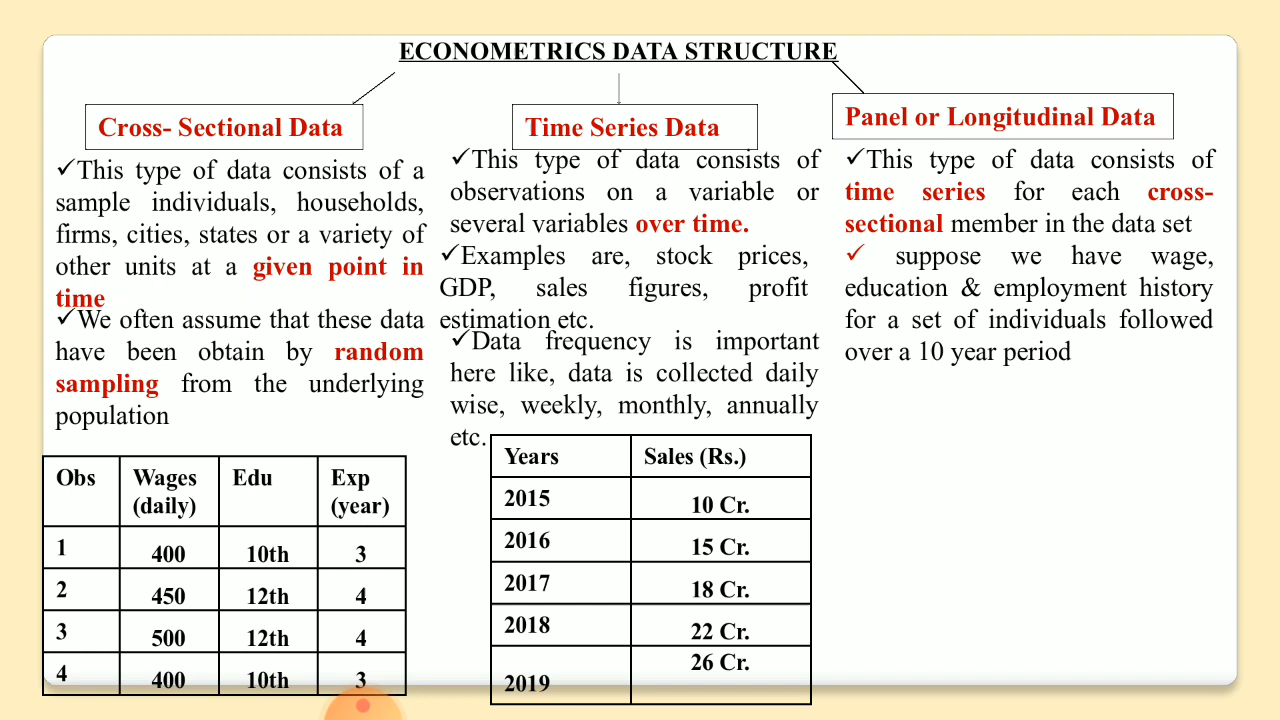 ECONOMETRICS DATA STRUCTURE
Cross- Sectional Data
✓This type of data consists of a
sample individuals, households,
firms, cities, states or a variety of
other units at a given point in
time
✓We often assume that these data
have been obtain by random
sampling from the underlying
population
Obs Wages (daily) Edu Exp (year)
1 400 10th 3
2 450 12th 4
3 500 12th 4
4 400 10th 3
Time Series Data
✓This type of data consists of
observations on a variable or
several variables over time.
✓Examples are, stock prices,
GDP, sales figures, profit
estimation etc.
✓Data frequency is important
here like, data is collected daily
wise, weekly, monthly, annually
etc.
Years Sales (Rs.)
2015 10 Cr.
2016 15 Cr.
2017 18 Cr.
2018 22 Cr.
2019 26 Cr.
Panel or Longitudinal Data
✓This type of data consists of
time series for each cross-
sectional member in the data set
✓ suppose we have wage,
education & employment history
for a set of individuals followed
over a 10 year period